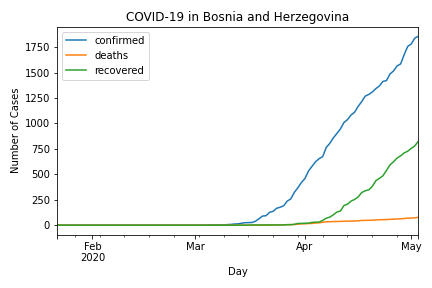 COVID-19 in Bosnia and Herzegovina
confirmed
deaths
recovered
Number of Cases
1750
1500
1250
1000
750
500
250
0
Feb
2020
Mar
Apr
May
Day